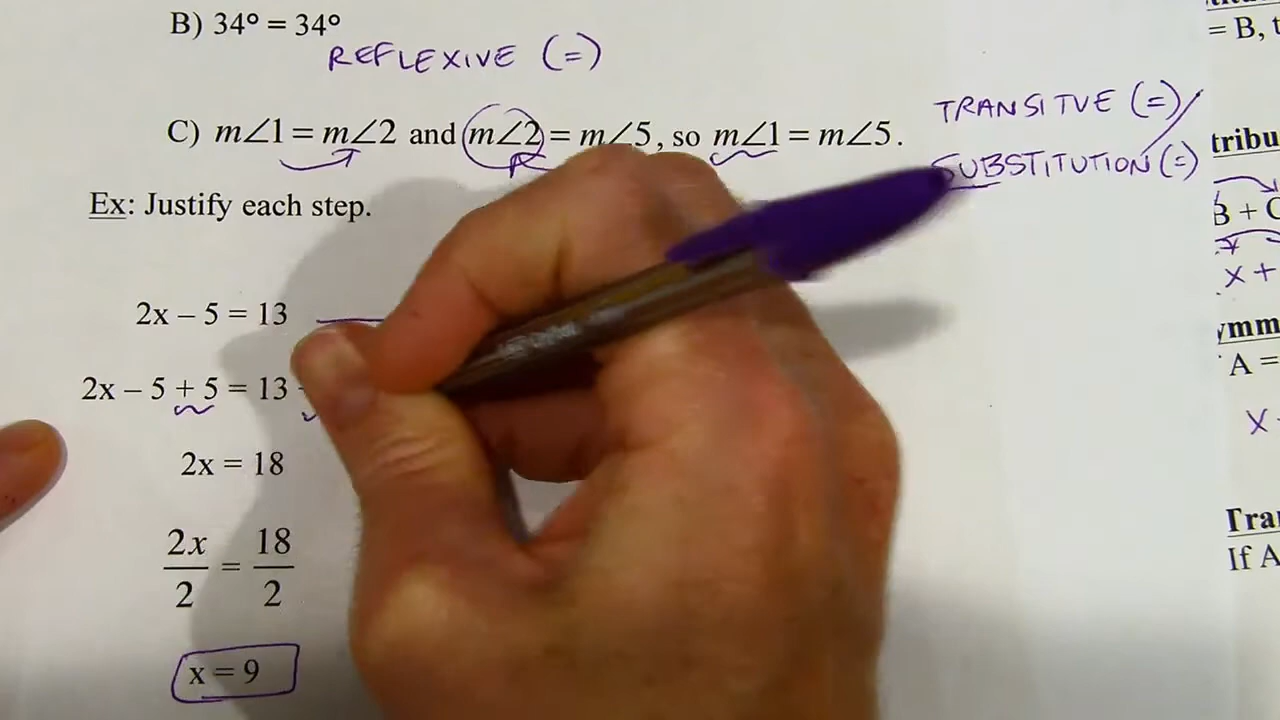 B) 34° = 34°
REFLEXIVE (=)
C) m∠1 = m∠2 and m∠2 = m∠5, so m∠1 = m∠5.
TRANSITVE (=)/
SUBSTITUTION (=)
Ex: Justify each step.
2x – 5 = 13
2x – 5 + 5 = 13
2x = 18
2x/2 = 18/2
x = 9
= B, t
tribu
B + C
x +
ymm
A =
x
Tra
If A